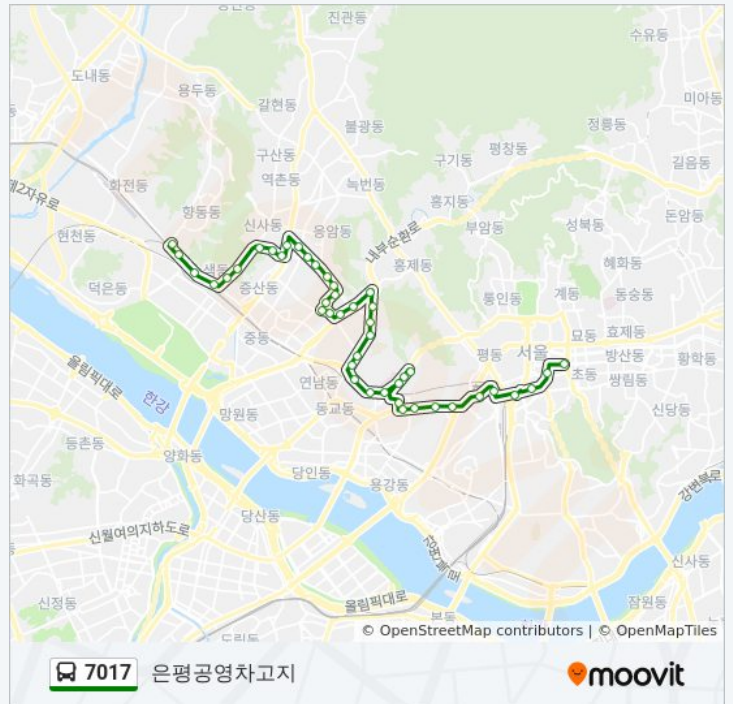 진관동
수유동
도내동
용두동
갈현동
미아동
불광동
정릉동
구산동
평창동
구기동
길음동
화전동
역촌동
녹번동
제2자유로
향동동
홍지동
돈암동
신사동
응암동
부암동
성북동
현천동
내부순환로
홍제동
혜화동
덕은동
증산동
통인동
계동
동숭동
중동
묘동
효제동
평동
서울
방산동
황학동
올림픽대로
연남동
초동
쌍림동
한강
망원동
동교동
신당동
등촌동
양화동
화곡동
당인동
용강동
강변북로
당산동
신월여의지하도로
강변북로
신사동
신정동
올림픽대로
잠원동
본동
도림동
© OpenStreetMap contributors | © OpenMapTiles
7017 은평공영차고지
moovit